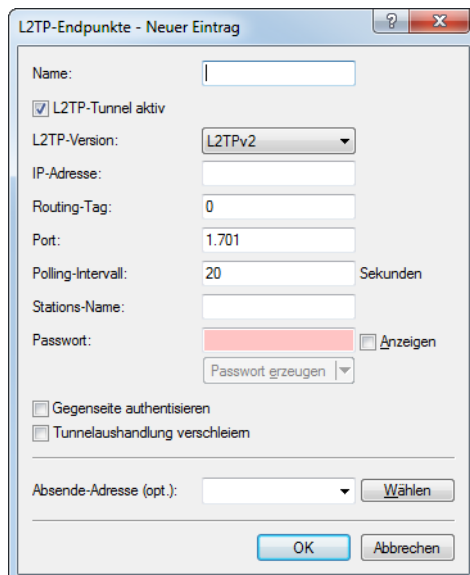 L2TP-Endpunkte - Neuer Eintrag
Name:
L2TP-Tunnel aktiv
L2TP-Version: L2TPv2
IP-Adresse:
Routing-Tag: 0
Port: 1.701
Polling-Intervall: 20 Sekunden
Stations-Name:
Passwort: Anzeigen
Passwort erzeugen
Gegenseite authentisieren
Tunnelaushandlung verschleiern
Absende-Adresse (opt.): Wählen
OK Abbrechen